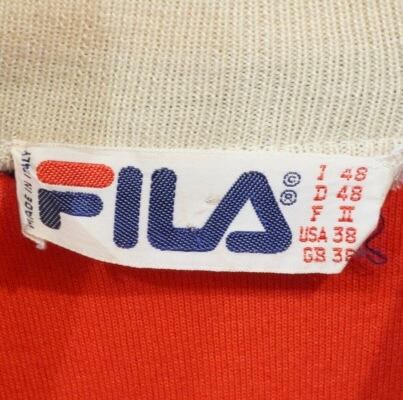 MADE IN ITALY
FILA
©
®
I 48
D 48
F II
USA 38
GB 38